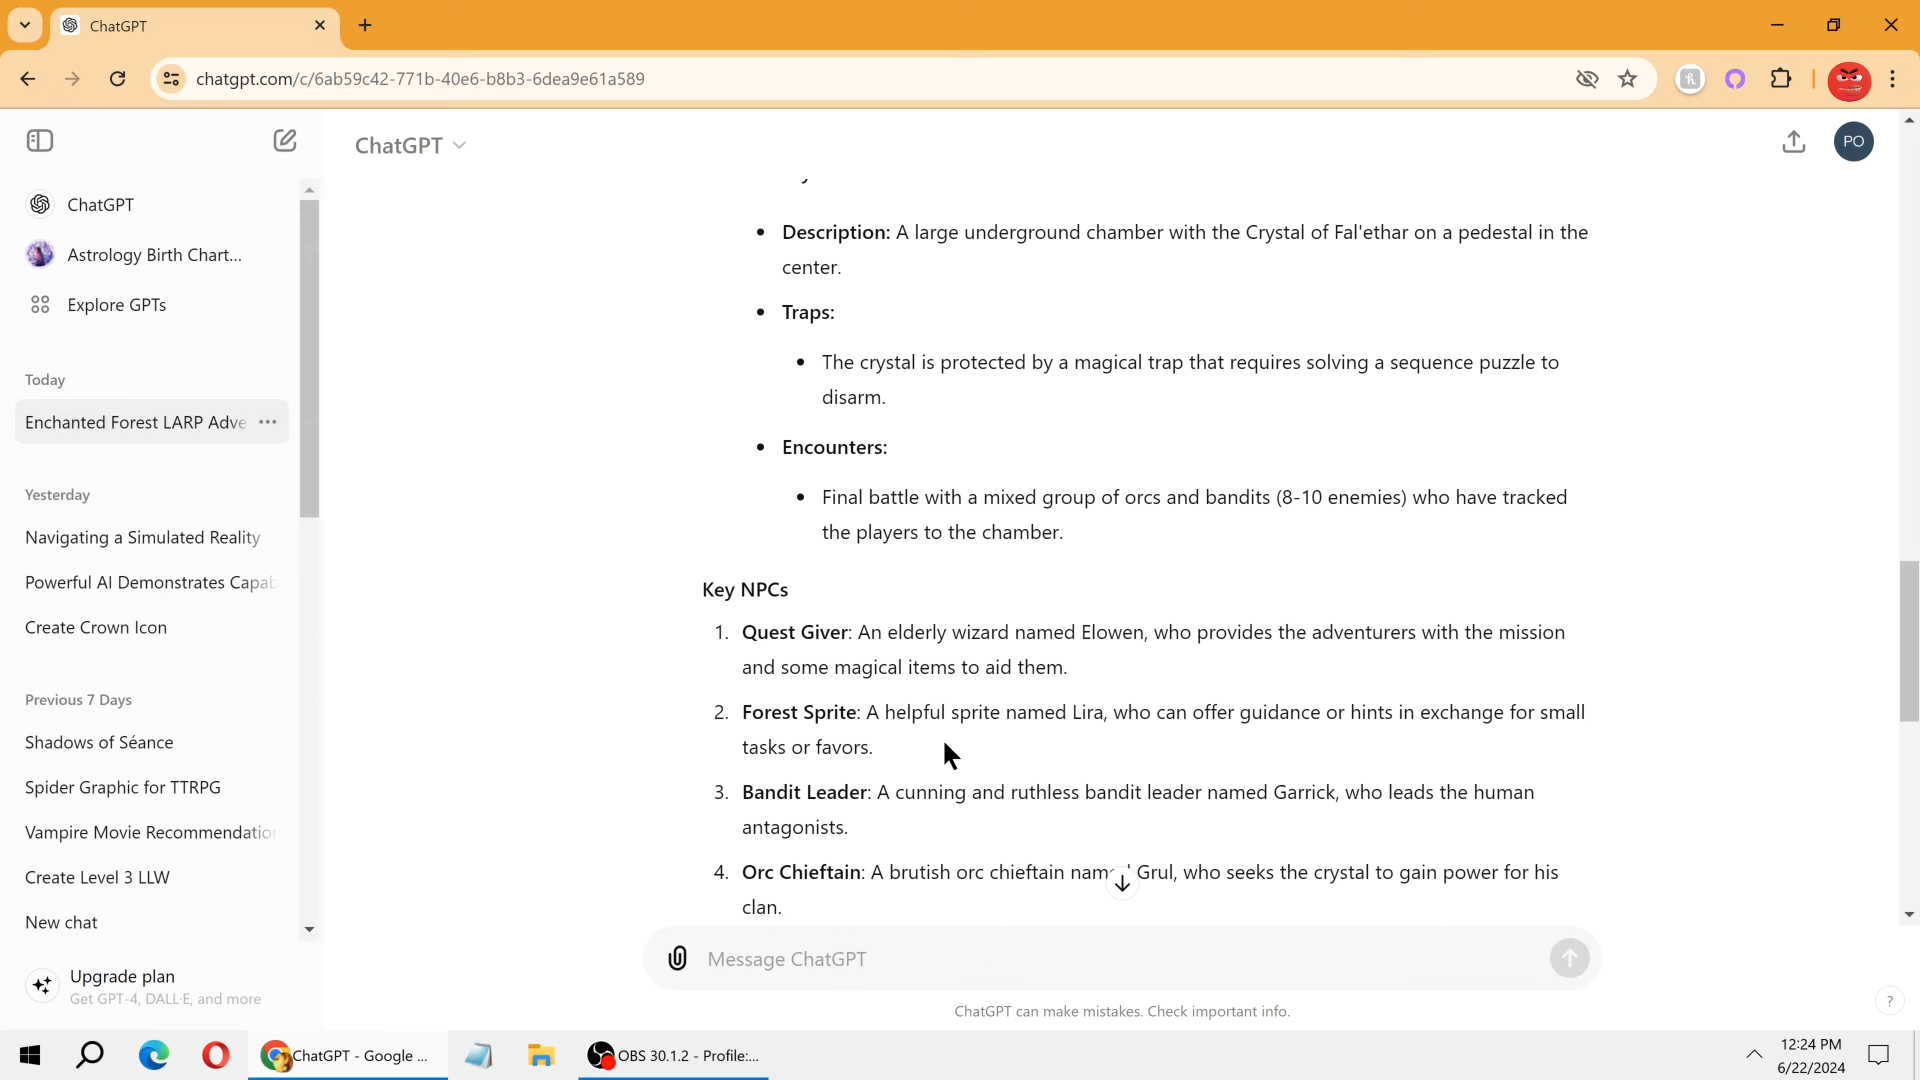 ChatGPT
chatgpt.com/c/6ab59c42-771b-40e6-b8b3-6dea9e61a589
ChatGPT
Astrology Birth Chart...
Explore GPTs
Today
Enchanted Forest LARP Adve
Yesterday
Navigating a Simulated Reality
Powerful AI Demonstrates Capab
Create Crown Icon
Previous 7 Days
Shadows of Séance
Spider Graphic for TTRPG
Vampire Movie Recommendation
Create Level 3 LLW
New chat
Upgrade plan
Get GPT-4, DALL·E, and more
ChatGPT
PO
• Description: A large underground chamber with the Crystal of Fal'ethar on a pedestal in the
center.
• Traps:
• The crystal is protected by a magical trap that requires solving a sequence puzzle to
disarm.
• Encounters:
• Final battle with a mixed group of orcs and bandits (8-10 enemies) who have tracked
the players to the chamber.
Key NPCs
1. Quest Giver: An elderly wizard named Elowen, who provides the adventurers with the mission
and some magical items to aid them.
2. Forest Sprite: A helpful sprite named Lira, who can offer guidance or hints in exchange for small
tasks or favors.
3. Bandit Leader: A cunning and ruthless bandit leader named Garrick, who leads the human
antagonists.
4. Orc Chieftain: A brutish orc chieftain named Grul, who seeks the crystal to gain power for his
clan.
Message ChatGPT
ChatGPT can make mistakes. Check important info.
?
ChatGPT - Google ...
OBS 30.1.2 - Profile:...
12:24 PM
6/22/2024